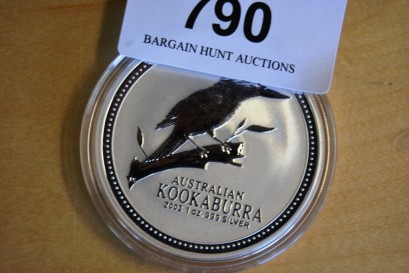 790
BARGAIN HUNT AUCTIONS
AUSTRALIAN
KOOKABURRA
2003 1 OZ 999 SILVER